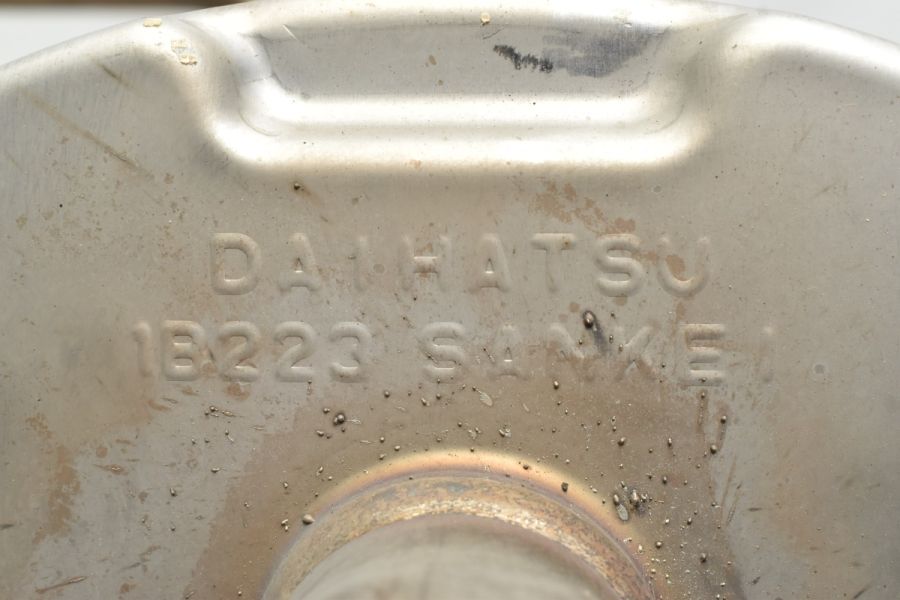 DAIHATSU
1B223 SANKEI